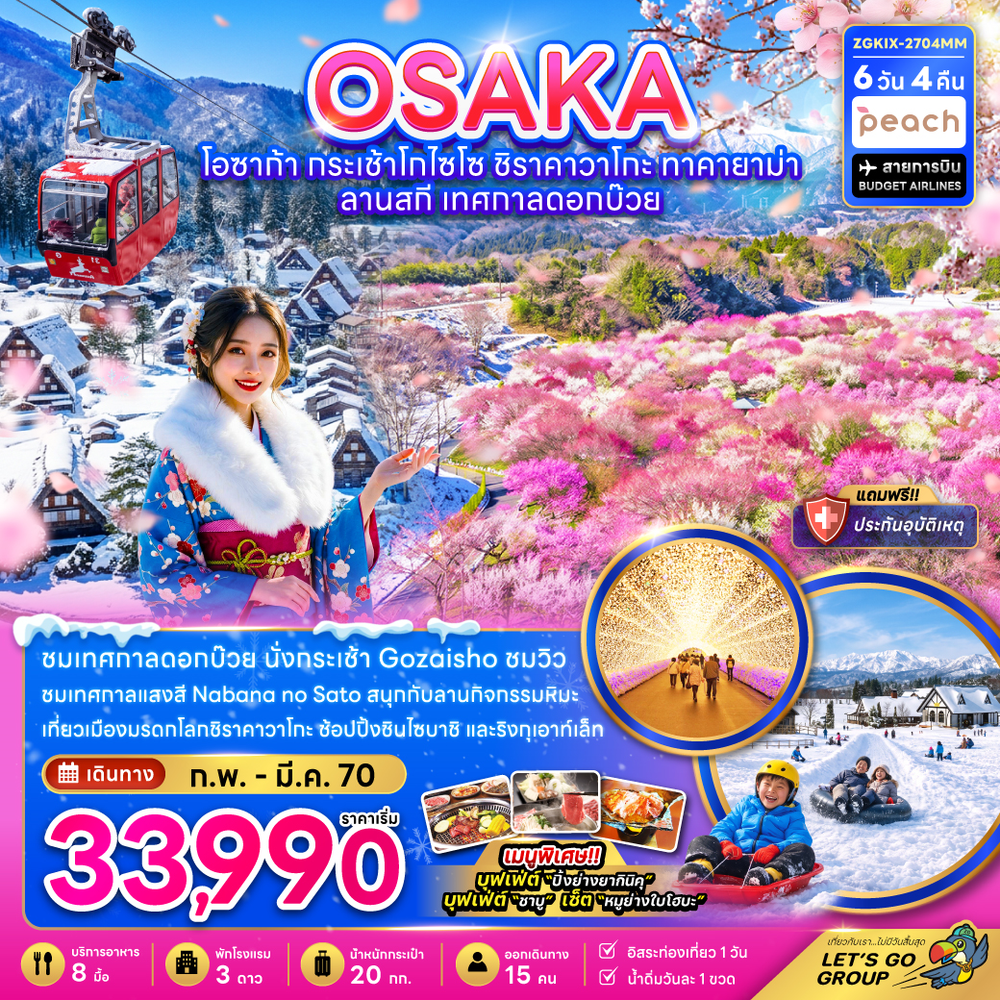 OSAKA
โอซาก้า กระเช้าโกไซโซ ชิราคาวาโกะ ทาคายาม่า
ลานสกี เทศกาลดอกบ๊วย
ZGKIX-2704MM
6 วัน 4 คืน
peach
สายการบิน
BUDGET AIRLINES
แถมฟรี!!
ประกันอุบัติเหตุ
ชมเทศกาลดอกบ๊วย นั่งกระเช้า Gozaisho ชมวิว
ชมเทศกาลแสงสี Nabana no Sato สนุกกับลานกิจกรรมหิมะ
เที่ยวเมืองมรดกโลกชิราคาวาโกะ ช้อปปิ้งชินไซบาชิ และริงกุเอาท์เล็ท
เดินทาง ก.พ. - มี.ค. 70
ราคาเริ่ม
33,990
เมนูพิเศษ!!
บุฟเฟ่ต์ "ปิ้งย่างยากินิคุ"
บุฟเฟ่ต์ "ชาบู" เซ็ต "หมูย่างใบโฮบะ"
บริการอาหาร
8 มื้อ
พักโรงแรม
3 ดาว
น้ำหนักกระเป๋า
20 กก.
ออกเดินทาง
15 คน
อิสระท่องเที่ยว 1 วัน
น้ำดื่มวันละ 1 ขวด
เที่ยวกับเรา...ไม่มีวันสิ้นสุด
LET'S GO
GROUP